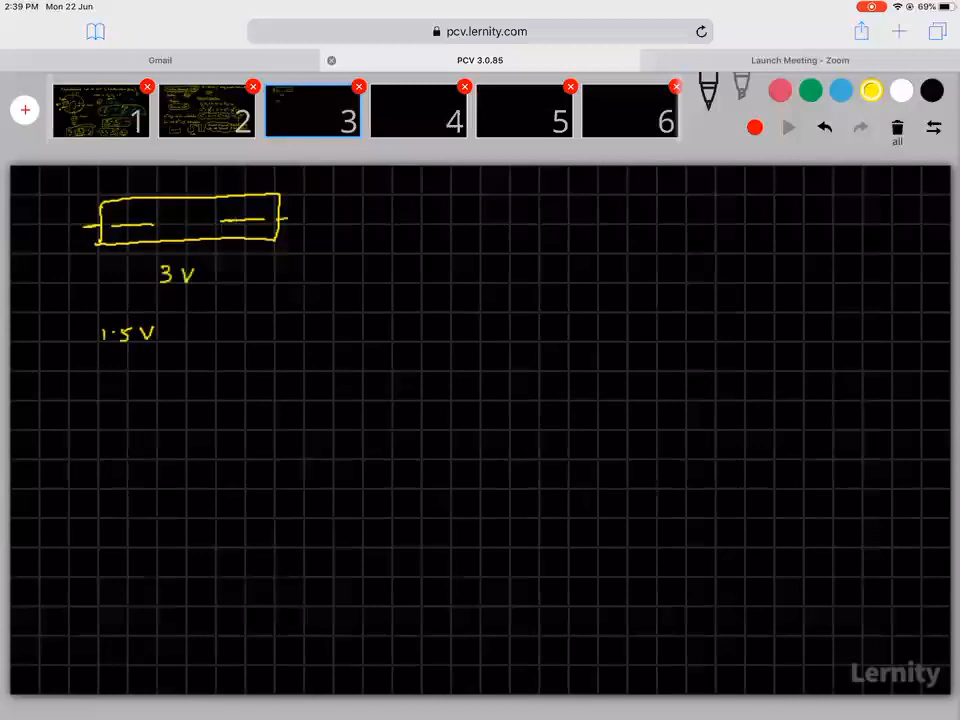 2:39 PM Mon 22 Jun
69%
pcv.lernity.com
Gmail
PCV 3.0.85
Launch Meeting - Zoom
1
2
3
4
5
6
all
3 V
1.5 V
Lernity